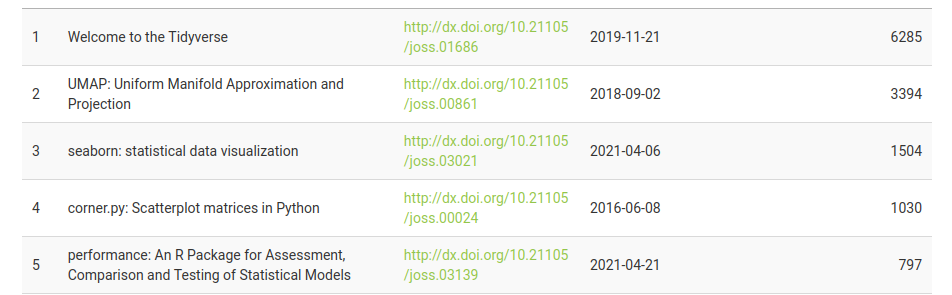 1 Welcome to the Tidyverse http://dx.doi.org/10.21105 2019-11-21 6285
/joss.01686
UMAP: Uniform Manifold Approximation and http://dx.doi.org/10.21105
2 2018-09-02 3394
Projection /joss.00861
http://dx.doi.org/10.21105
3 seaborn: statistical data visualization 2021-04-06 1504
/joss.03021
http://dx.doi.org/10.21105
4 corner.py: Scatterplot matrices in Python 2016-06-08 1030
/joss.00024
performance: An R Package for Assessment, http://dx.doi.org/10.21105
5 2021-04-21 797
Comparison and Testing of Statistical Models /joss.03139